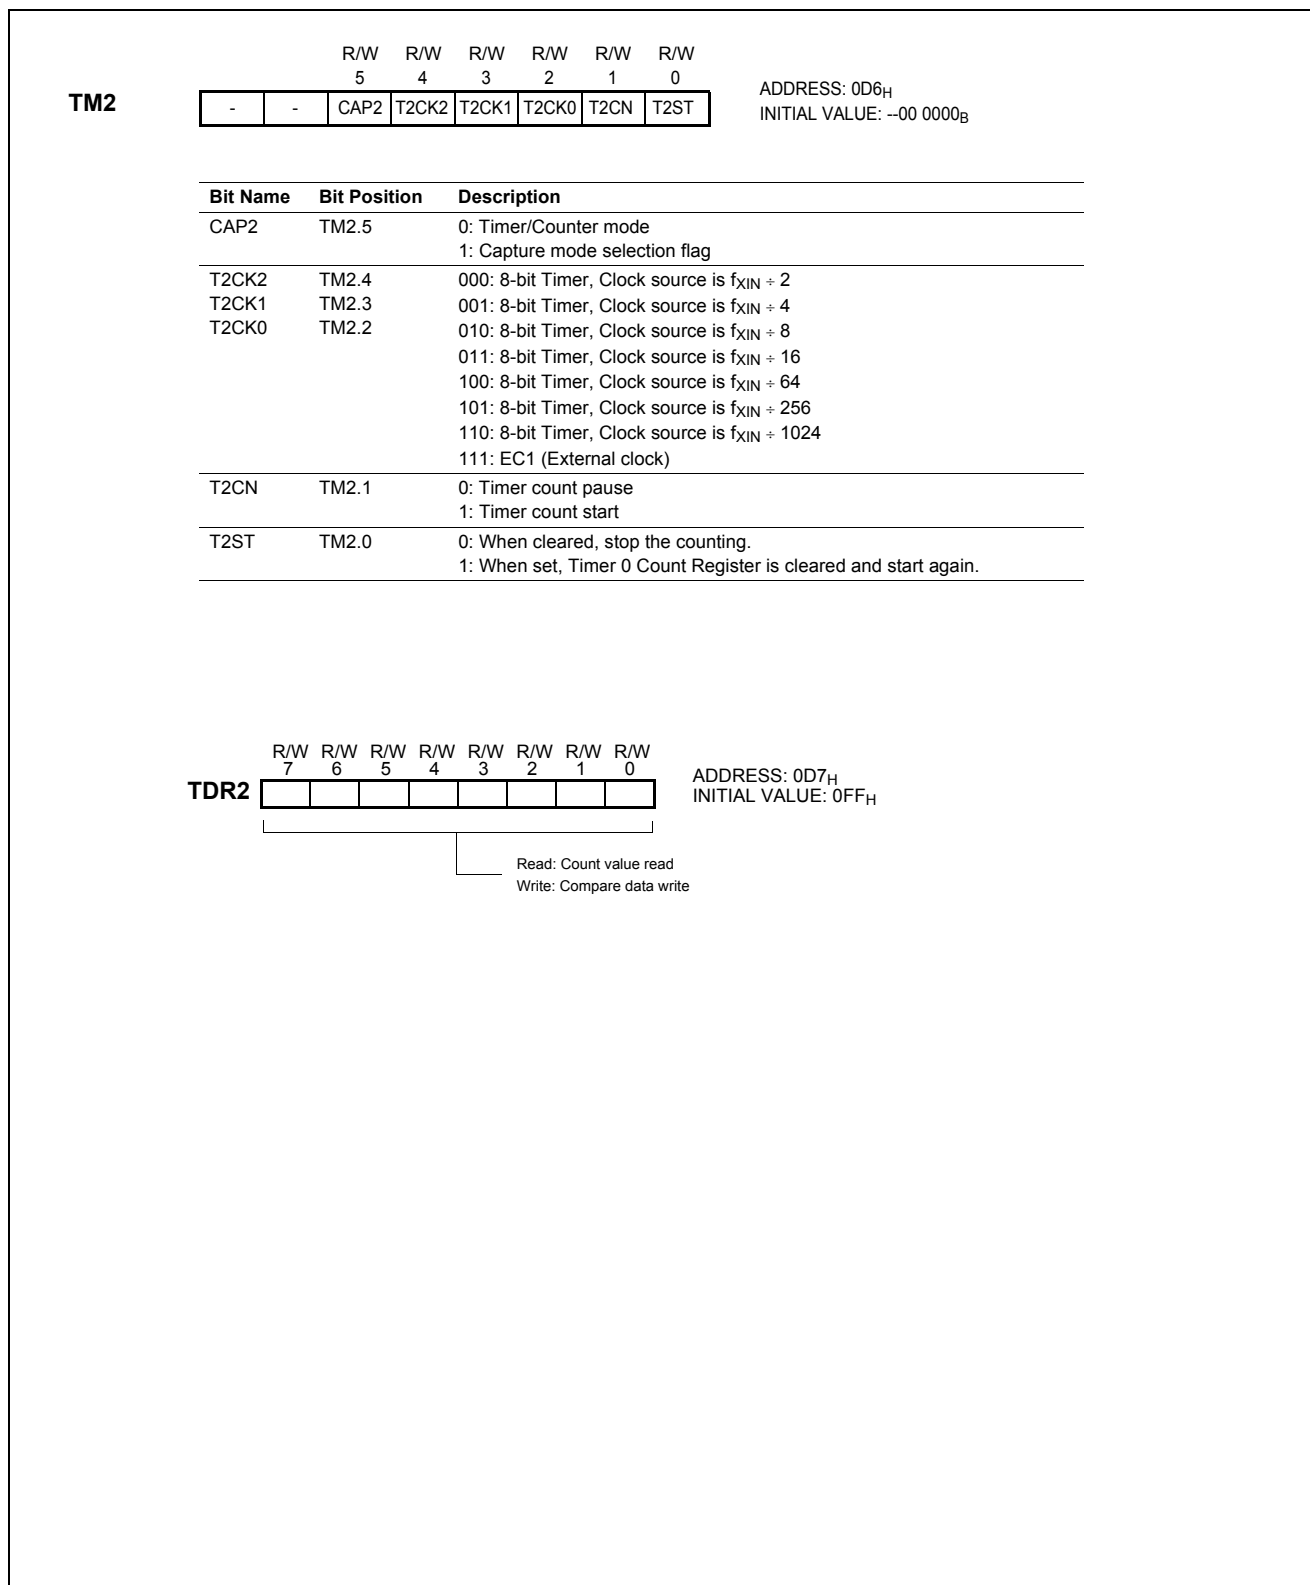 R/W R/W R/W R/W R/W R/W
5 4 3 2 1 0
TM2 - - CAP2 T2CK2 T2CK1 T2CK0 T2CN T2ST
ADDRESS: 0D6H
INITIAL VALUE: --00 0000B
Bit Name Bit Position Description
CAP2 TM2.5 0: Timer/Counter mode
1: Capture mode selection flag
T2CK2 TM2.4 000: 8-bit Timer, Clock source is fXIN ÷ 2
T2CK1 TM2.3 001: 8-bit Timer, Clock source is fXIN ÷ 4
T2CK0 TM2.2 010: 8-bit Timer, Clock source is fXIN ÷ 8
011: 8-bit Timer, Clock source is fXIN ÷ 16
100: 8-bit Timer, Clock source is fXIN ÷ 64
101: 8-bit Timer, Clock source is fXIN ÷ 256
110: 8-bit Timer, Clock source is fXIN ÷ 1024
111: EC1 (External clock)
T2CN TM2.1 0: Timer count pause
1: Timer count start
T2ST TM2.0 0: When cleared, stop the counting.
1: When set, Timer 0 Count Register is cleared and start again.
R/W R/W R/W R/W R/W R/W R/W R/W
7 6 5 4 3 2 1 0
TDR2
ADDRESS: 0D7H
INITIAL VALUE: 0FFH
Read: Count value read
Write: Compare data write